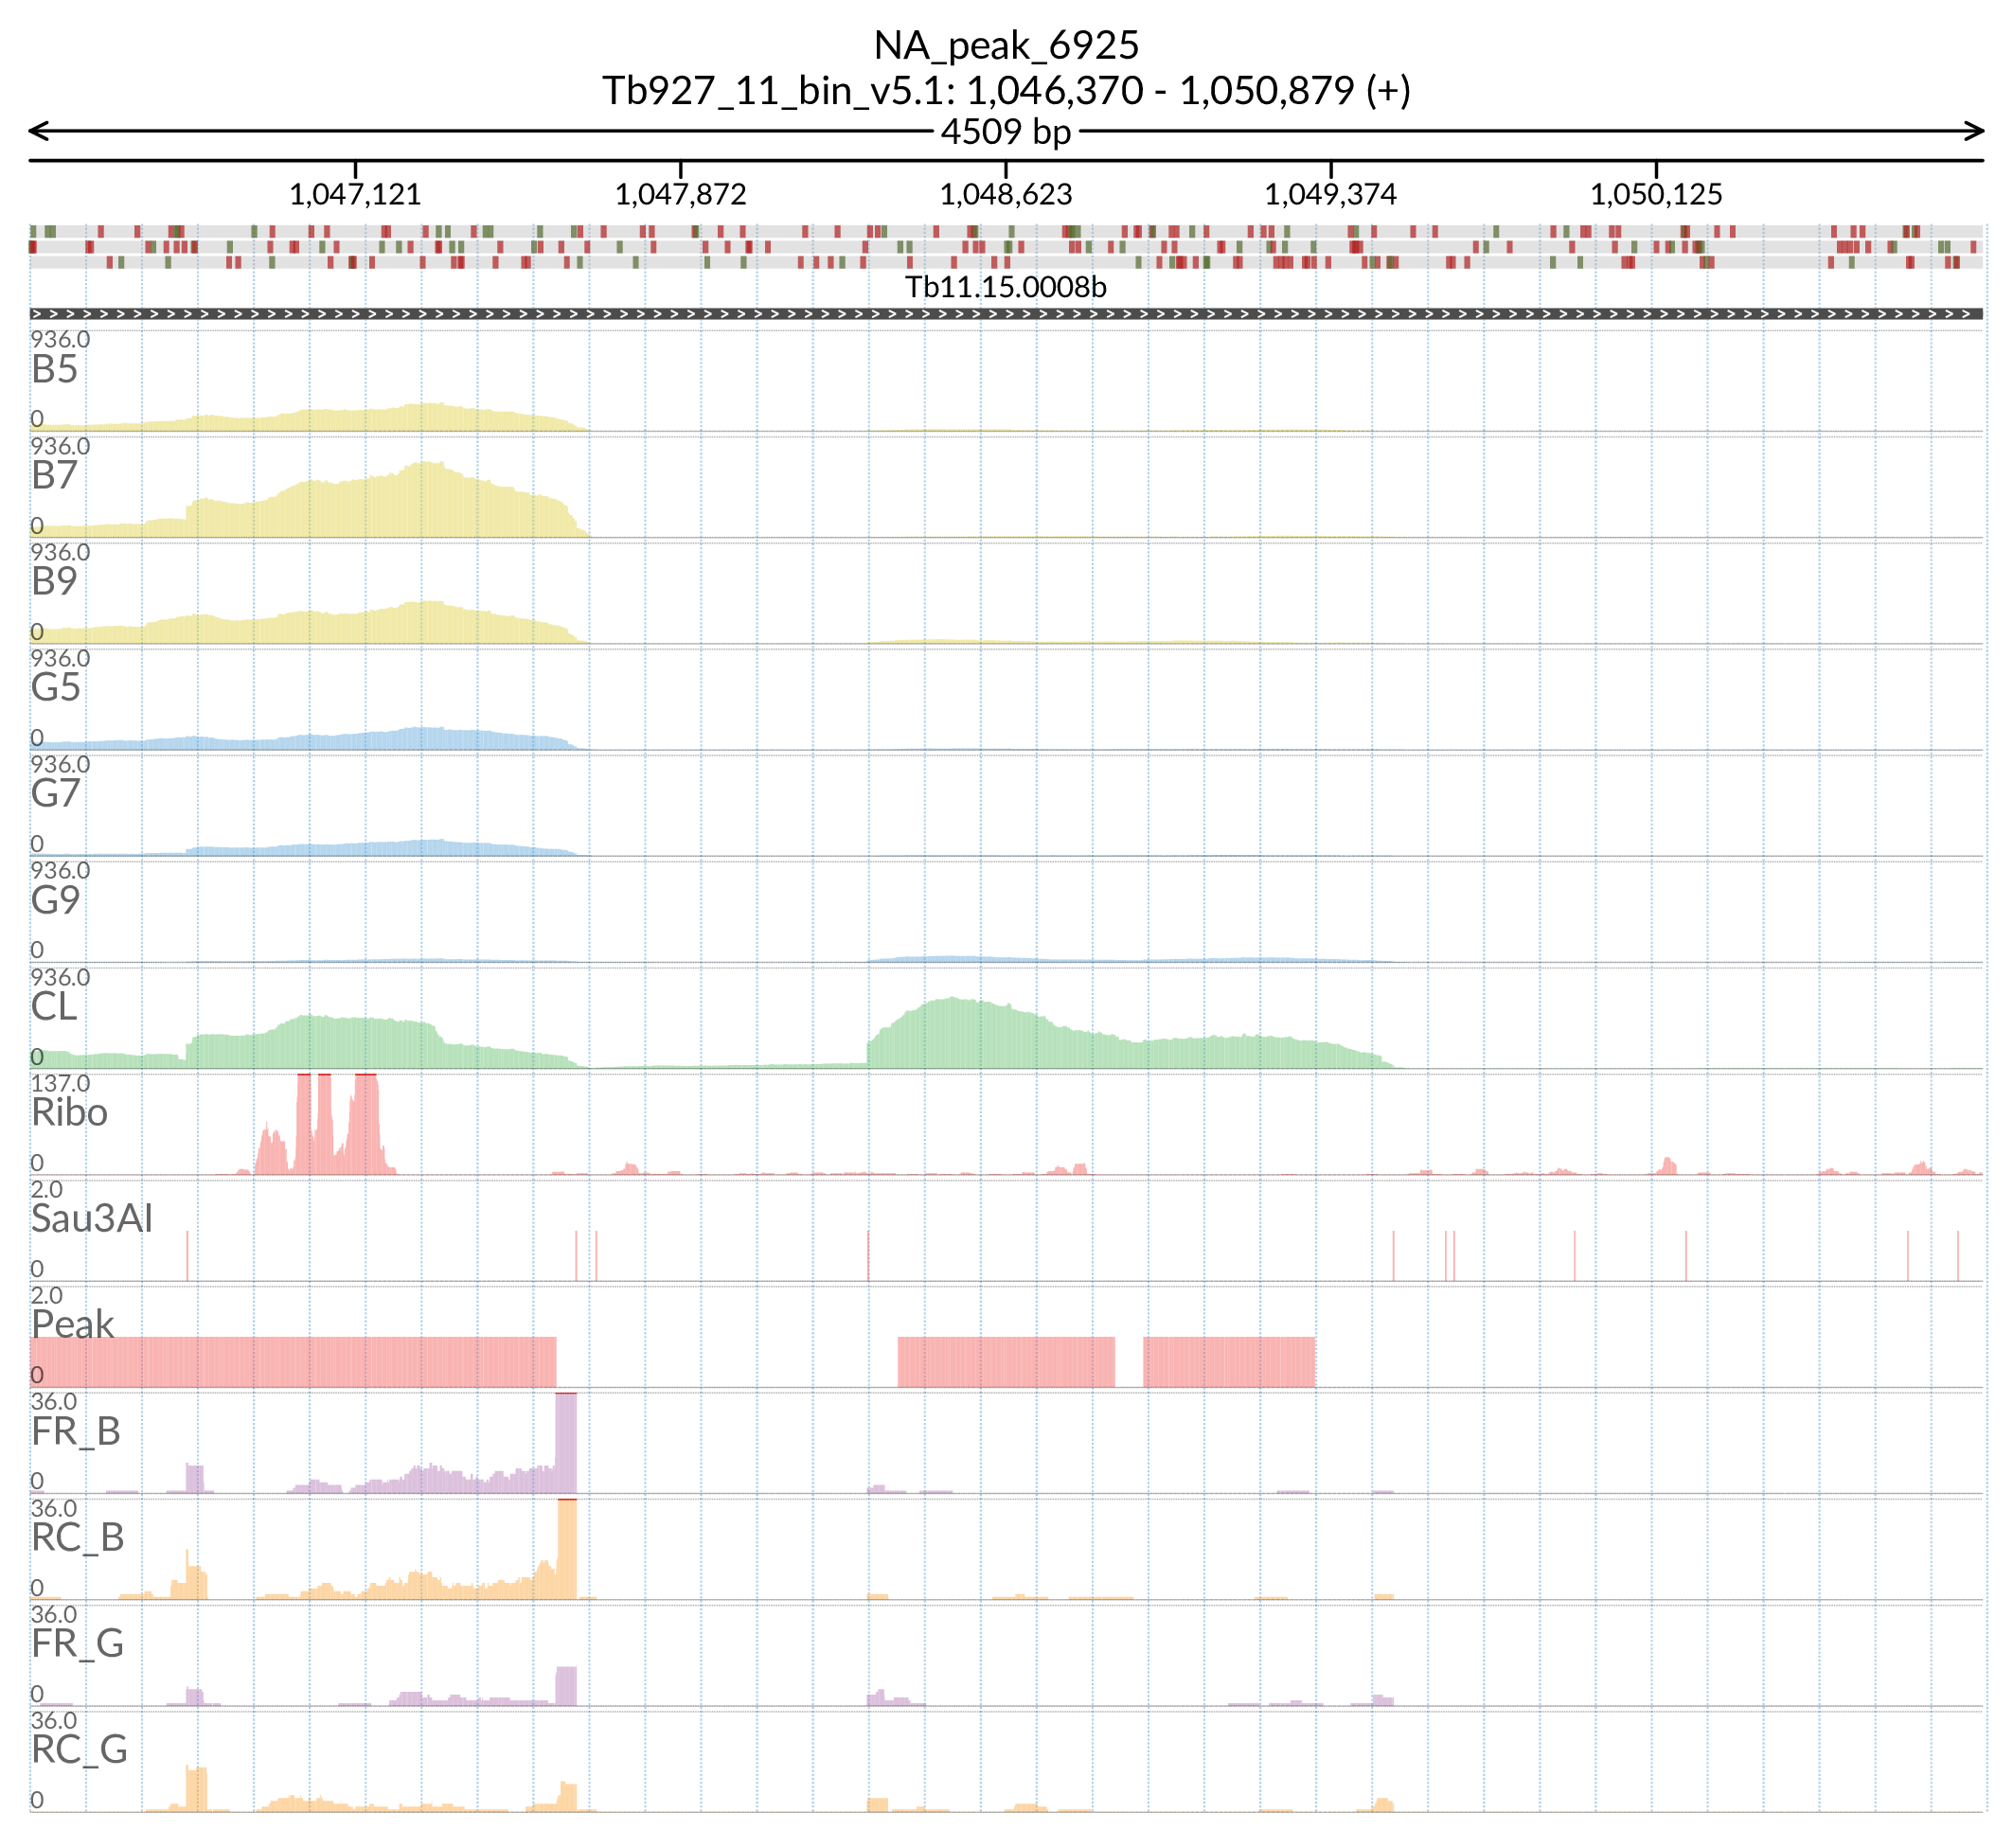 NA_peak_6925
Tb927_11_bin_v5.1: 1,046,370 - 1,050,879 (+)
4509 bp
1,047,121 1,047,872 1,048,623 1,049,374 1,050,125
Tb11.15.0008b
936.0
B5
0
936.0
B7
0
936.0
B9
0
936.0
G5
0
936.0
G7
0
936.0
G9
0
936.0
CL
0
137.0
Ribo
0
2.0
Sau3AI
0
2.0
Peak
0
36.0
FR_B
0
36.0
RC_B
0
36.0
FR_G
0
36.0
RC_G
0